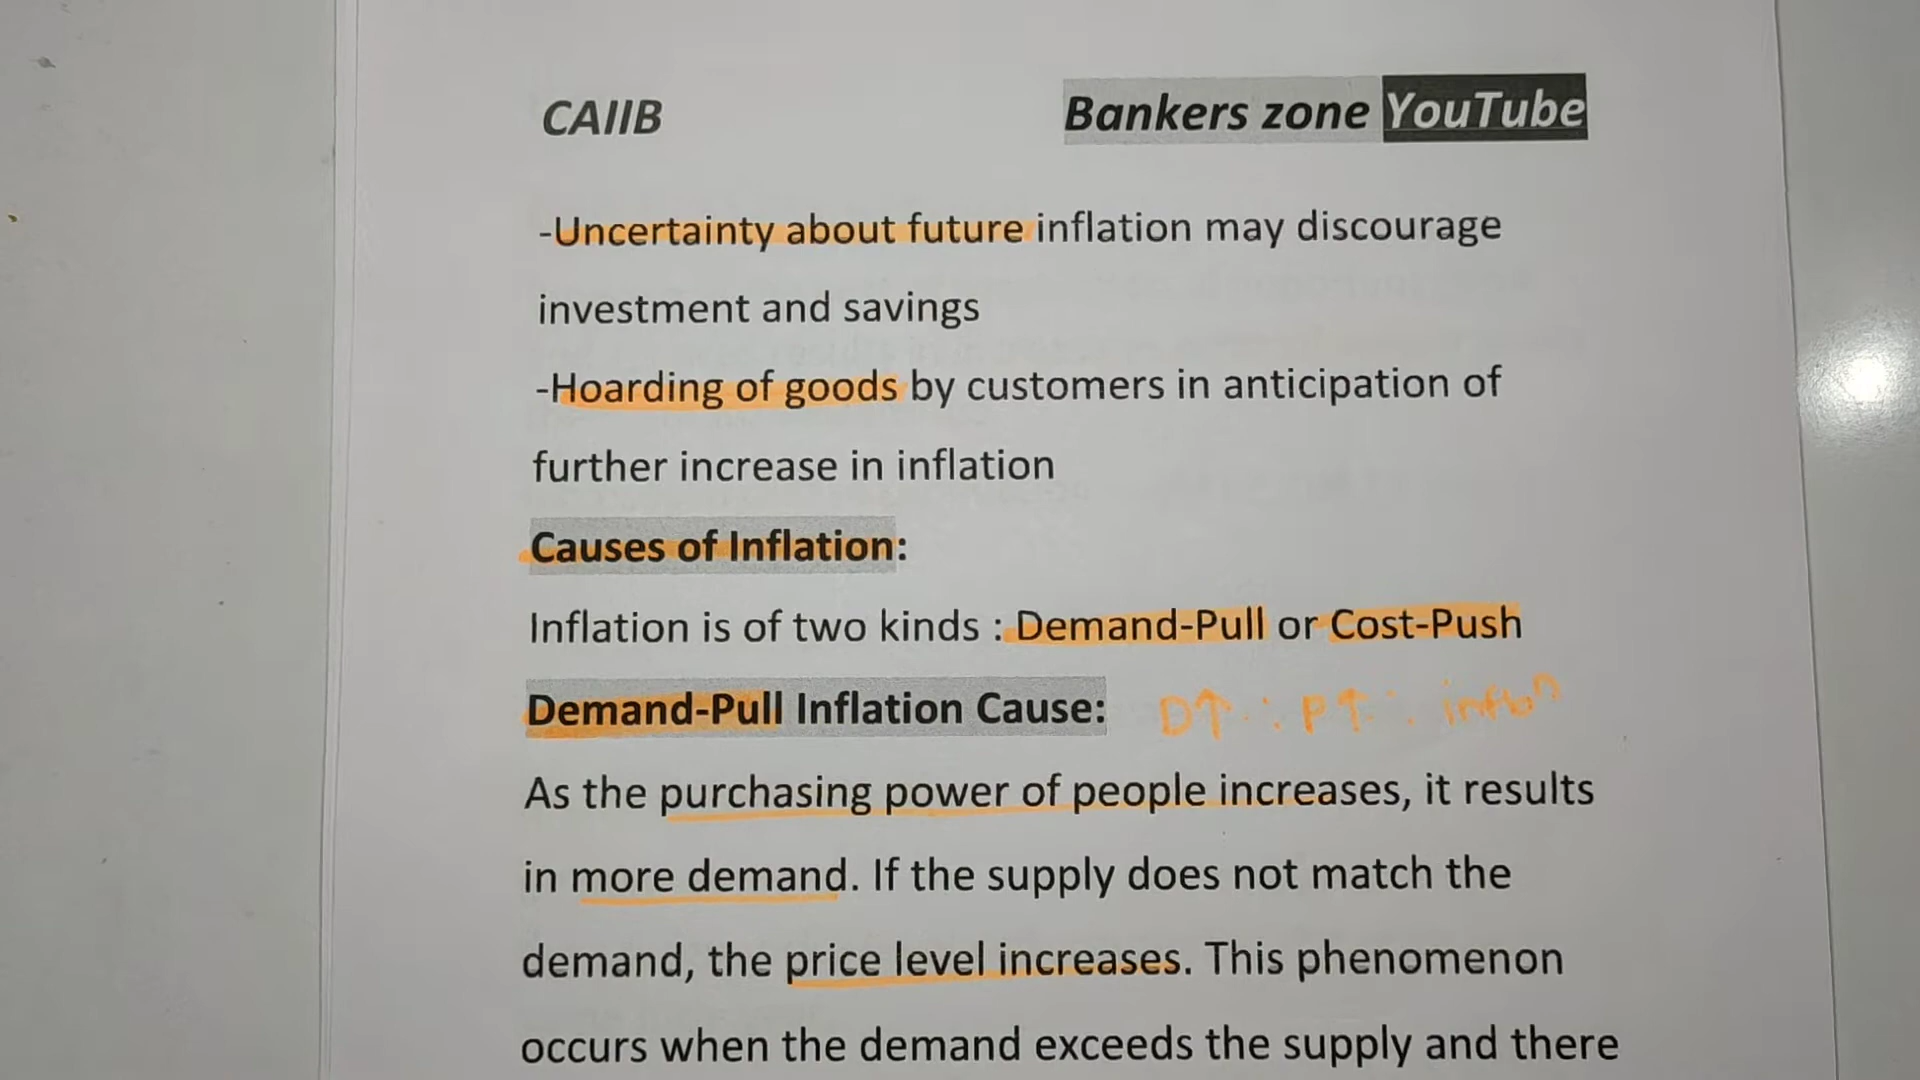 CAIIB Bankers zone YouTube
-Uncertainty about future inflation may discourage
investment and savings
-Hoarding of goods by customers in anticipation of
further increase in inflation
Causes of Inflation:
Inflation is of two kinds : Demand-Pull or Cost-Push
Demand-Pull Inflation Cause: D↑ ∴ P↑ ∴ inflon
As the purchasing power of people increases, it results
in more demand. If the supply does not match the
demand, the price level increases. This phenomenon
occurs when the demand exceeds the supply and there